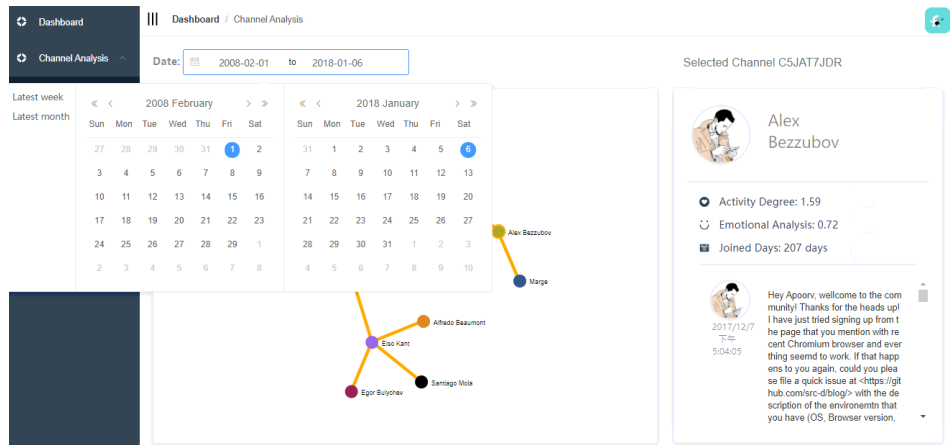 Dashboard
Dashboard / Channel Analysis
Channel Analysis
Date: 2008-02-01 to 2018-01-06
Selected Channel C5JAT7JDR
Latest week
Latest month
« < 2008 February > »
Sun Mon Tue Wed Thu Fri Sat
27 28 29 30 31 1 2
3 4 5 6 7 8 9
10 11 12 13 14 15 16
17 18 19 20 21 22 23
24 25 26 27 28 29 1
2 3 4 5 6 7 8
« < 2018 January > »
Sun Mon Tue Wed Thu Fri Sat
31 1 2 3 4 5 6
7 8 9 10 11 12 13
14 15 16 17 18 19 20
21 22 23 24 25 26 27
28 29 30 31 1 2 3
4 5 6 7 8 9 10
Alex Bezzubov
Marge
Alfredo Beaumont
Eiso Kant
Santiago Mola
Egor Bulychev
Alex
Bezzubov
Activity Degree: 1.59
Emotional Analysis: 0.72
Joined Days: 207 days
2017/12/7
下午
5:04:05
Hey Apoorv, wellcome to the com
munity! Thanks for the heads up!
I have just tried signing up from t
he page that you mention with re
cent Chromium browser and ever
thing seemd to work. If that happ
ens to you again, could you plea
se file a quick issue at <https://git
hub.com/src-d/blog/> with the de
scription of the environemtn that
you have (OS, Browser version,